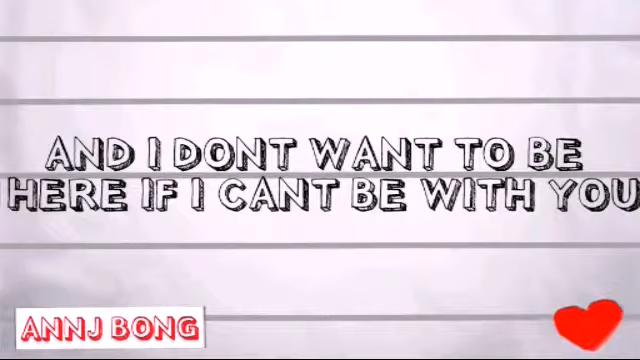 AND I DONT WANT TO BE
HERE IF I CANT BE WITH YOU
ANNJ BONG